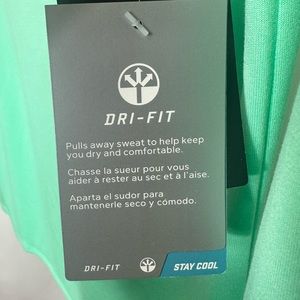 DRI-FIT
Pulls away sweat to help keep
you dry and comfortable.
Chasse la sueur pour vous
aider à rester au sec et à l'aise.
Aparta el sudor para
mantenerle seco y cómodo.
DRI-FIT STAY COOL